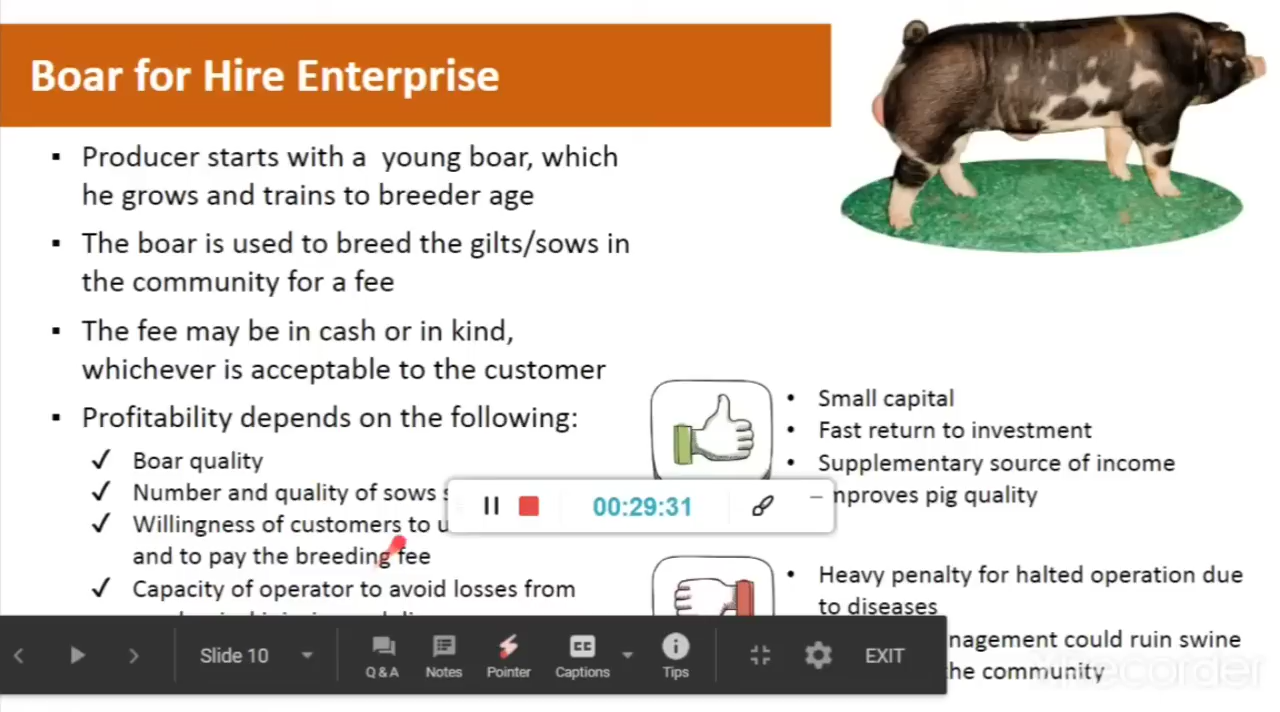 Boar for Hire Enterprise
▪ Producer starts with a young boar, which
he grows and trains to breeder age
▪ The boar is used to breed the gilts/sows in
the community for a fee
▪ The fee may be in cash or in kind,
whichever is acceptable to the customer
▪ Profitability depends on the following:
✓ Boar quality
✓ Number and quality of sows
✓ Willingness of customers to
and to pay the breeding fee
✓ Capacity of operator to avoid losses from
• Small capital
• Fast return to investment
• Supplementary source of income
mproves pig quality
00:29:31
• Heavy penalty for halted operation due
to diseases
nagement could ruin swine
he community
Slide 10
Q&A
Notes
Pointer
CC
Captions
Tips
EXIT